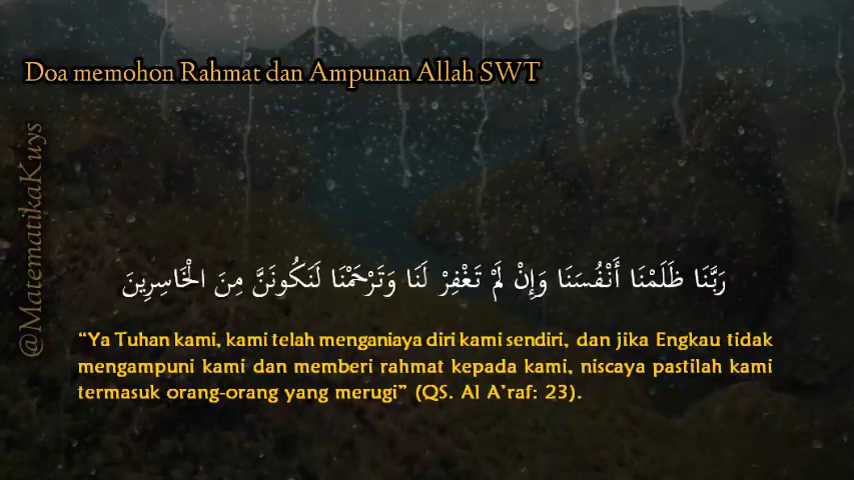 Doa memohon Rahmat dan Ampunan Allah SWT
@MatematikaKuys
رَبَّنَا ظَلَمْنَا أَنْفُسَنَا وَإِنْ لَمْ تَغْفِرْ لَنَا وَتَرْحَمْنَا لَنَكُونَنَّ مِنَ الْخَاسِرِينَ
“Ya Tuhan kami, kami telah menganiaya diri kami sendiri, dan jika Engkau tidak
mengampuni kami dan memberi rahmat kepada kami, niscaya pastilah kami
termasuk orang-orang yang merugi” (QS. Al A’raf: 23).